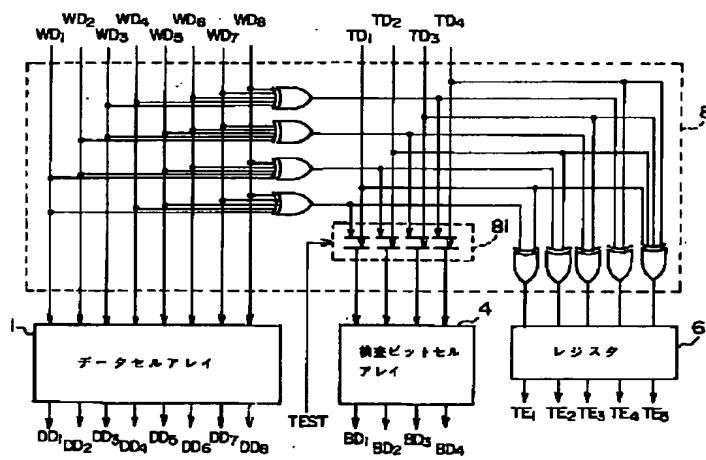 WD₁ WD₂ WD₃ WD₄ WD₅ WD₆ WD₇ WD₈ TD₁ TD₂ TD₃ TD₄
5
81
TEST
1
データセルアレイ
4
検査ビットセル
アレイ
6
レジスタ
DD₁ DD₂ DD₃ DD₄ DD₅ DD₆ DD₇ DD₈
BD₁ BD₂ BD₃ BD₄
TE₁ TE₂ TE₃ TE₄ TE₅